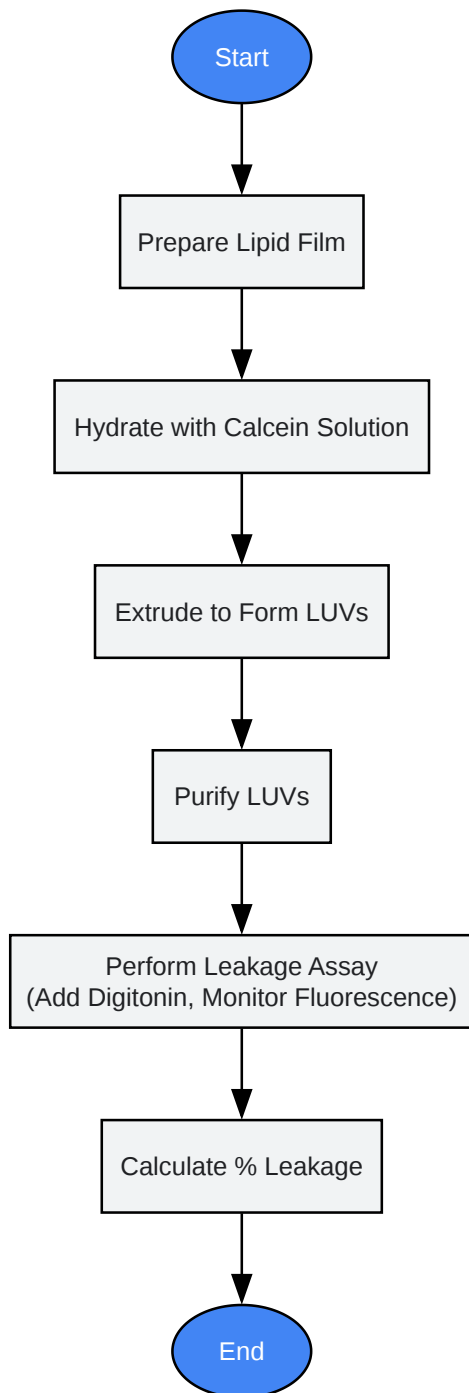 Start
Prepare Lipid Film
Hydrate with Calcein Solution
Extrude to Form LUVs
Purify LUVs
Perform Leakage Assay
(Add Digitonin, Monitor Fluorescence)
Calculate % Leakage
End